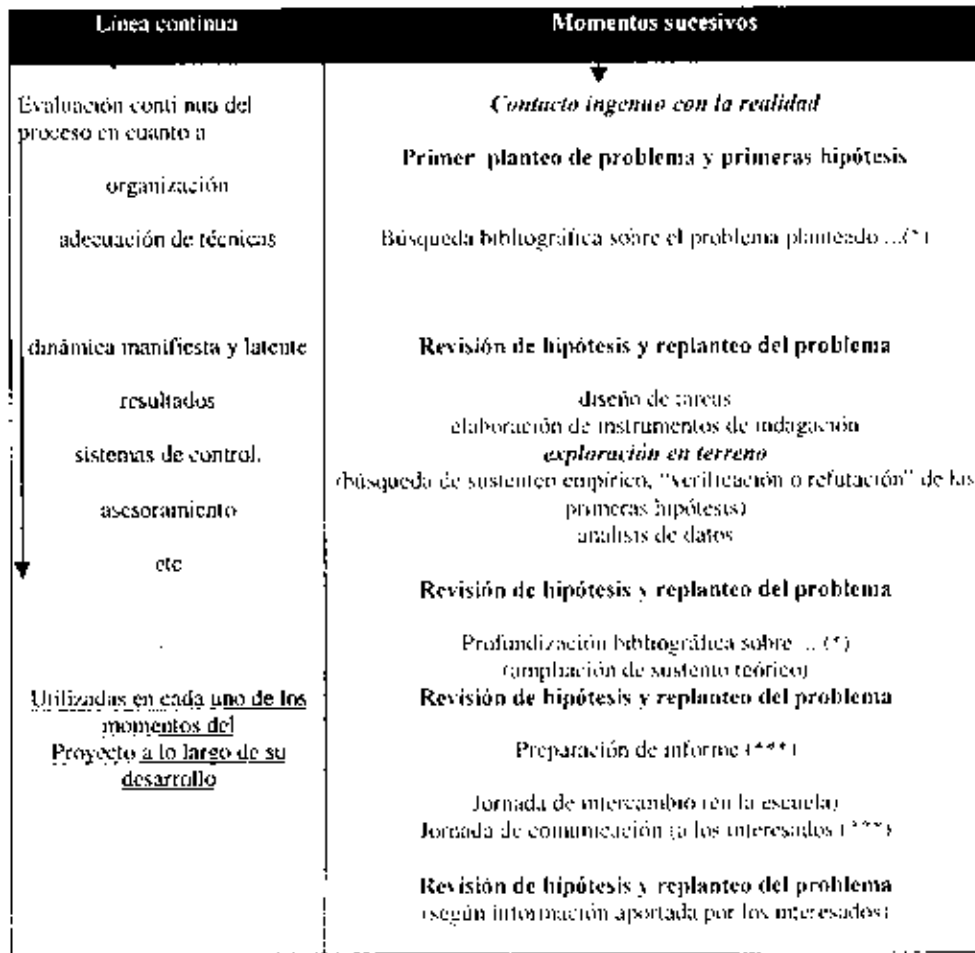 Línea continua
Momentos sucesivos
Evaluación conti nua del
proceso en cuanto a
organización
adecuación de técnicas
dinámica manifiesta y latente
resultados
sistemas de control.
asesoramiento
etc
.
Utilizadas en cada uno de los
momentos del
Proyecto a lo largo de su
desarrollo
Contacto ingenuo con la realidad
Primer planteo de problema y primeras hipótesis
Búsqueda bibliográfica sobre el problema planteado ...(*)
Revisión de hipótesis y replanteo del problema
diseño de tareas
elaboración de instrumentos de indagación
exploración en terreno
(búsqueda de sustento empírico, "verificación o refutación" de las
primeras hipótesis)
analisis de datos
Revisión de hipótesis y replanteo del problema
Profundización bibliográfica sobre ... (*)
(ampliación de sustento teórico)
Revisión de hipótesis y replanteo del problema
Preparación de informe (***)
Jornada de intercambio (en la escuela)
Jornada de comunicación (a los interesados (***)
Revisión de hipótesis y replanteo del problema
(según información aportada por los interesados)